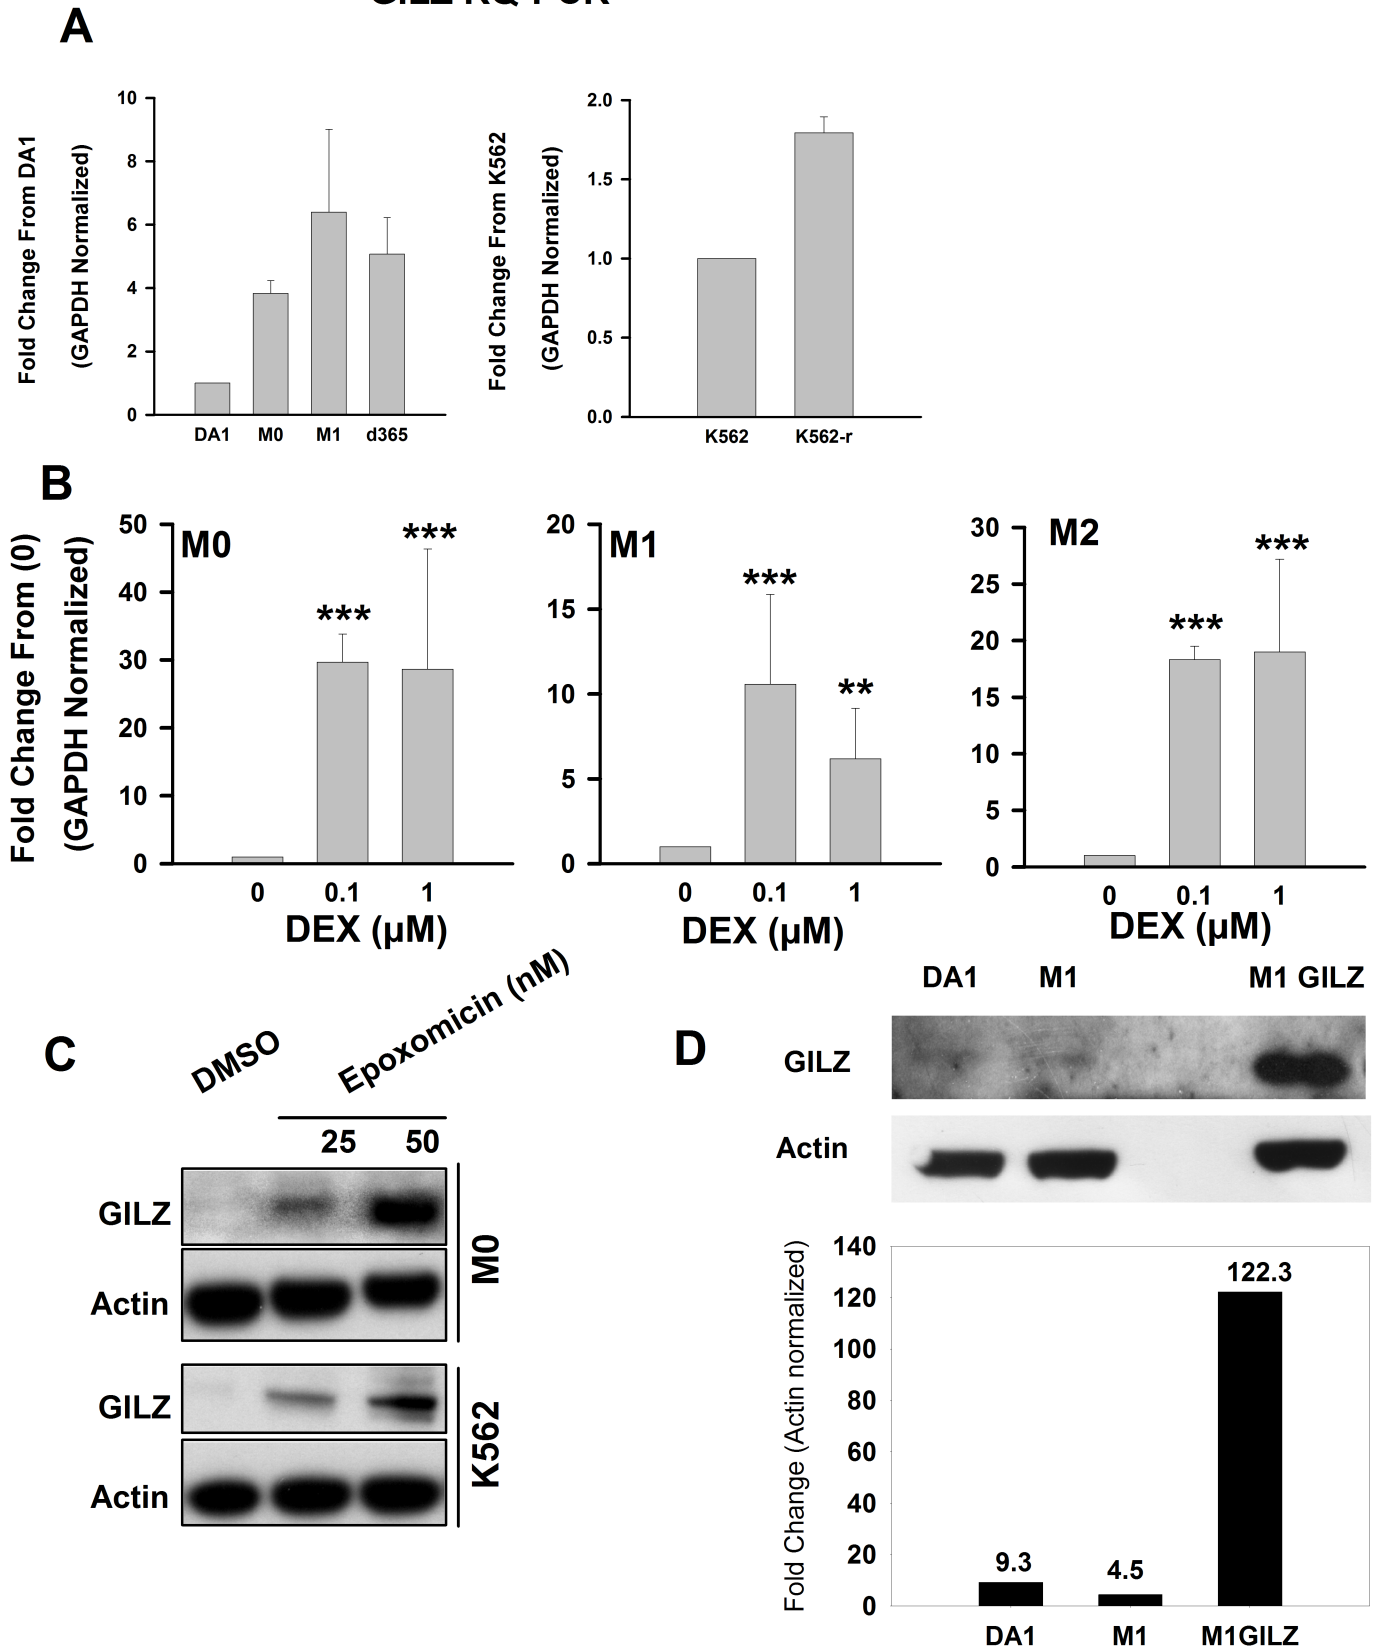 A
Fold Change From DA1
(GAPDH Normalized)
10
8
6
4
2
0
DA1 M0 M1 d365
Fold Change From K562
(GAPDH Normalized)
2.0
1.5
1.0
0.5
0.0
K562 K562-r
B
Fold Change From (0)
(GAPDH Normalized)
M0
50
40
30
20
10
0
***
***
0 0.1 1
DEX (µM)
M1
20
15
10
5
0
***
**
0 0.1 1
DEX (µM)
M2
30
25
20
15
10
5
0
***
***
0 0.1 1
DEX (µM)
C
DMSO
Epoxomicin (nM)
25 50
GILZ
Actin
M0
GILZ
Actin
K562
D
DA1 M1 M1 GILZ
GILZ
Actin
Fold Change (Actin normalized)
140
120
100
80
60
40
20
0
9.3
4.5
122.3
DA1 M1 M1GILZ